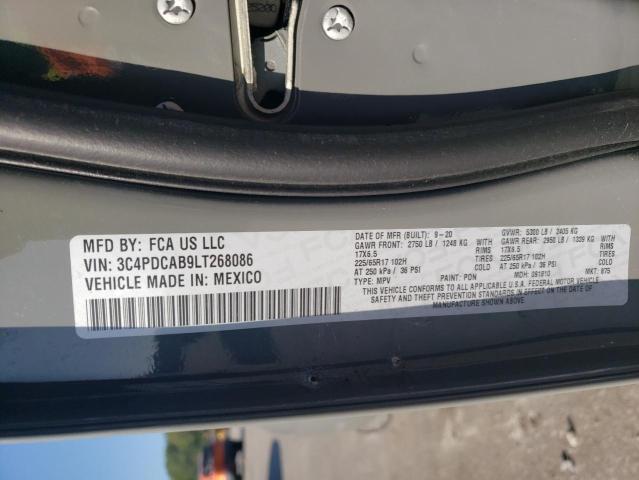 MFD BY: FCA US LLC
VIN: 3C4PDCAB9LT268086
VEHICLE MADE IN: MEXICO
DATE OF MFR (BUILT): 9-20 GVWR: 5300 LB / 2405 KG
GAWR FRONT: 2750 LB / 1248 KG WITH GAWR REAR: 2950 LB / 1339 KG WITH
17X6.5 RIMS 17X6.5 RIMS
225/65R17 102H TIRES 225/65R17 102H TIRES
AT 250 kPa / 36 PSI AT 250 kPa / 36 PSI
TYPE: MPV PAINT: PDN MDH: 091810 MKT: 875
THIS VEHICLE CONFORMS TO ALL APPLICABLE U.S.A. FEDERAL MOTOR VEHICLE
SAFETY AND THEFT PREVENTION STANDARDS IN EFFECT ON THE DATE OF
MANUFACTURE SHOWN ABOVE.